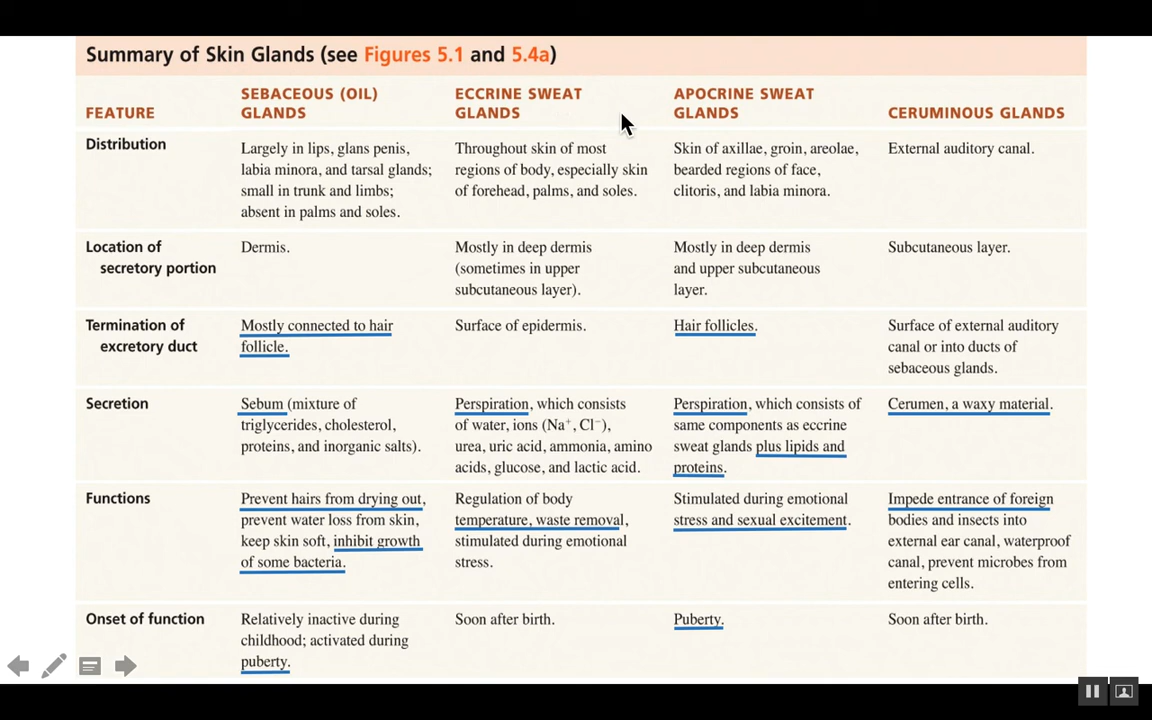 Summary of Skin Glands (see Figures 5.1 and 5.4a)
FEATURE
SEBACEOUS (OIL)
GLANDS
ECCRINE SWEAT
GLANDS
APOCRINE SWEAT
GLANDS
CERUMINOUS GLANDS
Distribution
Largely in lips, glans penis,
labia minora, and tarsal glands;
small in trunk and limbs;
absent in palms and soles.
Throughout skin of most
regions of body, especially skin
of forehead, palms, and soles.
Skin of axillae, groin, areolae,
bearded regions of face,
clitoris, and labia minora.
External auditory canal.
Location of
secretory portion
Dermis.
Mostly in deep dermis
(sometimes in upper
subcutaneous layer).
Mostly in deep dermis
and upper subcutaneous
layer.
Subcutaneous layer.
Termination of
excretory duct
Mostly connected to hair
follicle.
Surface of epidermis.
Hair follicles.
Surface of external auditory
canal or into ducts of
sebaceous glands.
Secretion
Sebum (mixture of
triglycerides, cholesterol,
proteins, and inorganic salts).
Perspiration, which consists
of water, ions (Na⁺, Cl⁻),
urea, uric acid, ammonia, amino
acids, glucose, and lactic acid.
Perspiration, which consists of
same components as eccrine
sweat glands plus lipids and
proteins.
Cerumen, a waxy material.
Functions
Prevent hairs from drying out,
prevent water loss from skin,
keep skin soft, inhibit growth
of some bacteria.
Regulation of body
temperature, waste removal,
stimulated during emotional
stress.
Stimulated during emotional
stress and sexual excitement.
Impede entrance of foreign
bodies and insects into
external ear canal, waterproof
canal, prevent microbes from
entering cells.
Onset of function
Relatively inactive during
childhood; activated during
puberty.
Soon after birth.
Puberty.
Soon after birth.